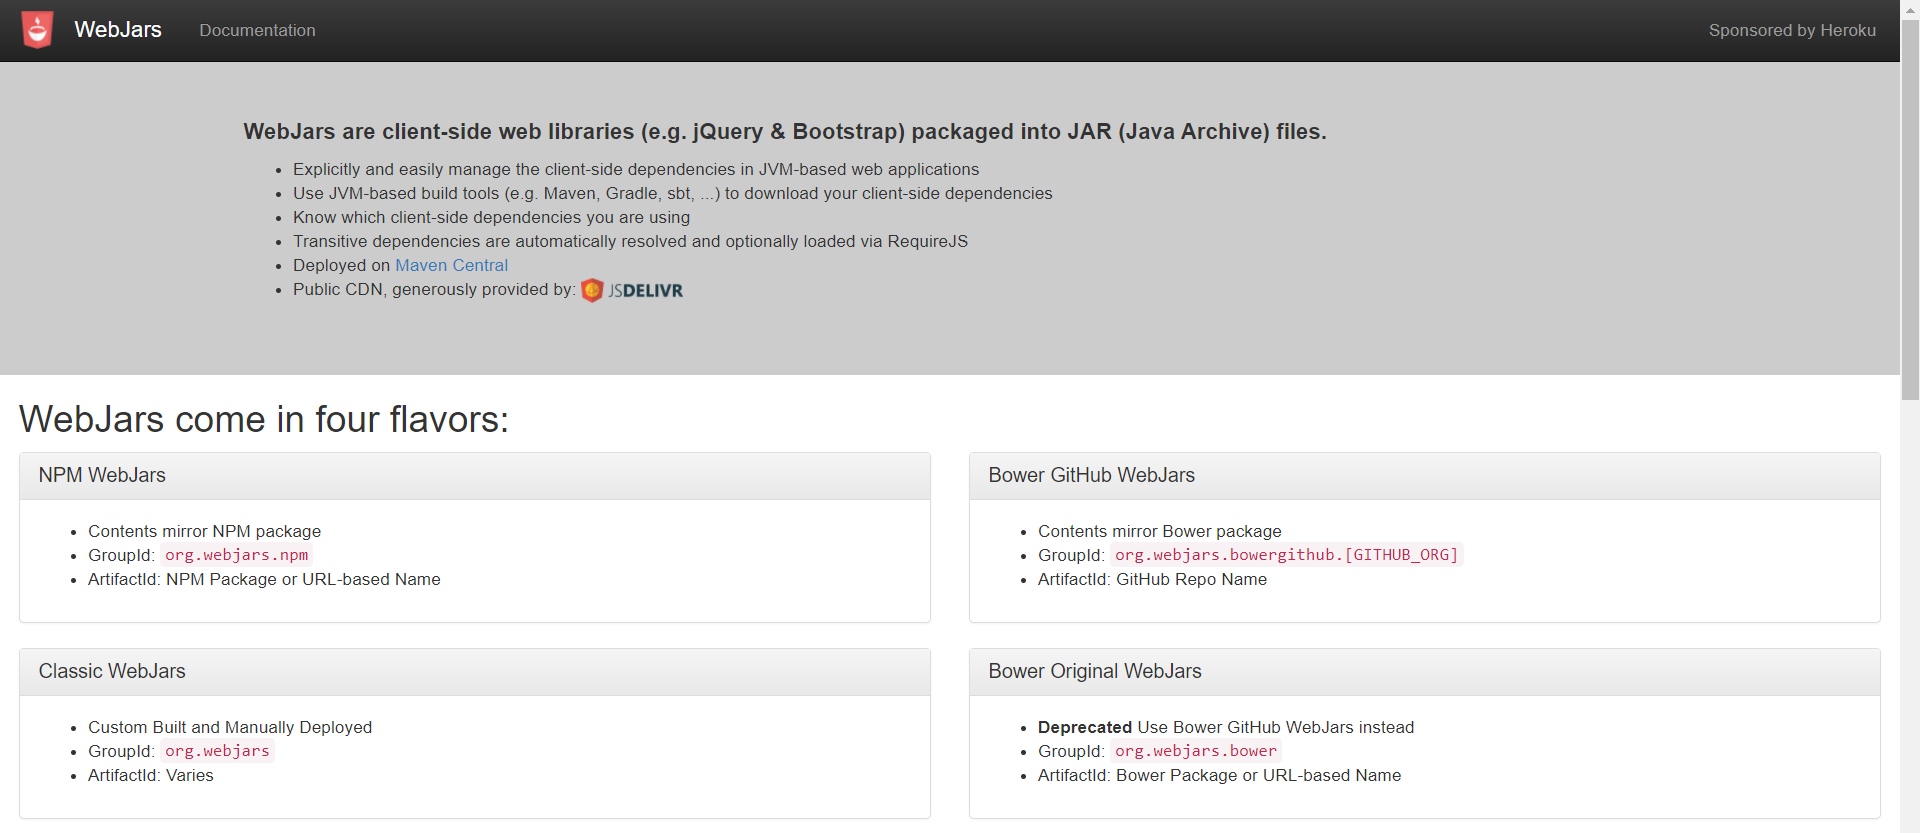 WebJars Documentation Sponsored by Heroku
WebJars are client-side web libraries (e.g. jQuery & Bootstrap) packaged into JAR (Java Archive) files.
Explicitly and easily manage the client-side dependencies in JVM-based web applications
Use JVM-based build tools (e.g. Maven, Gradle, sbt, ...) to download your client-side dependencies
Know which client-side dependencies you are using
Transitive dependencies are automatically resolved and optionally loaded via RequireJS
Deployed on Maven Central
Public CDN, generously provided by: JSDELIVR
WebJars come in four flavors:
NPM WebJars
Contents mirror NPM package
GroupId: org.webjars.npm
ArtifactId: NPM Package or URL-based Name
Bower GitHub WebJars
Contents mirror Bower package
GroupId: org.webjars.bowergithub.[GITHUB_ORG]
ArtifactId: GitHub Repo Name
Classic WebJars
Custom Built and Manually Deployed
GroupId: org.webjars
ArtifactId: Varies
Bower Original WebJars
Deprecated Use Bower GitHub WebJars instead
GroupId: org.webjars.bower
ArtifactId: Bower Package or URL-based Name